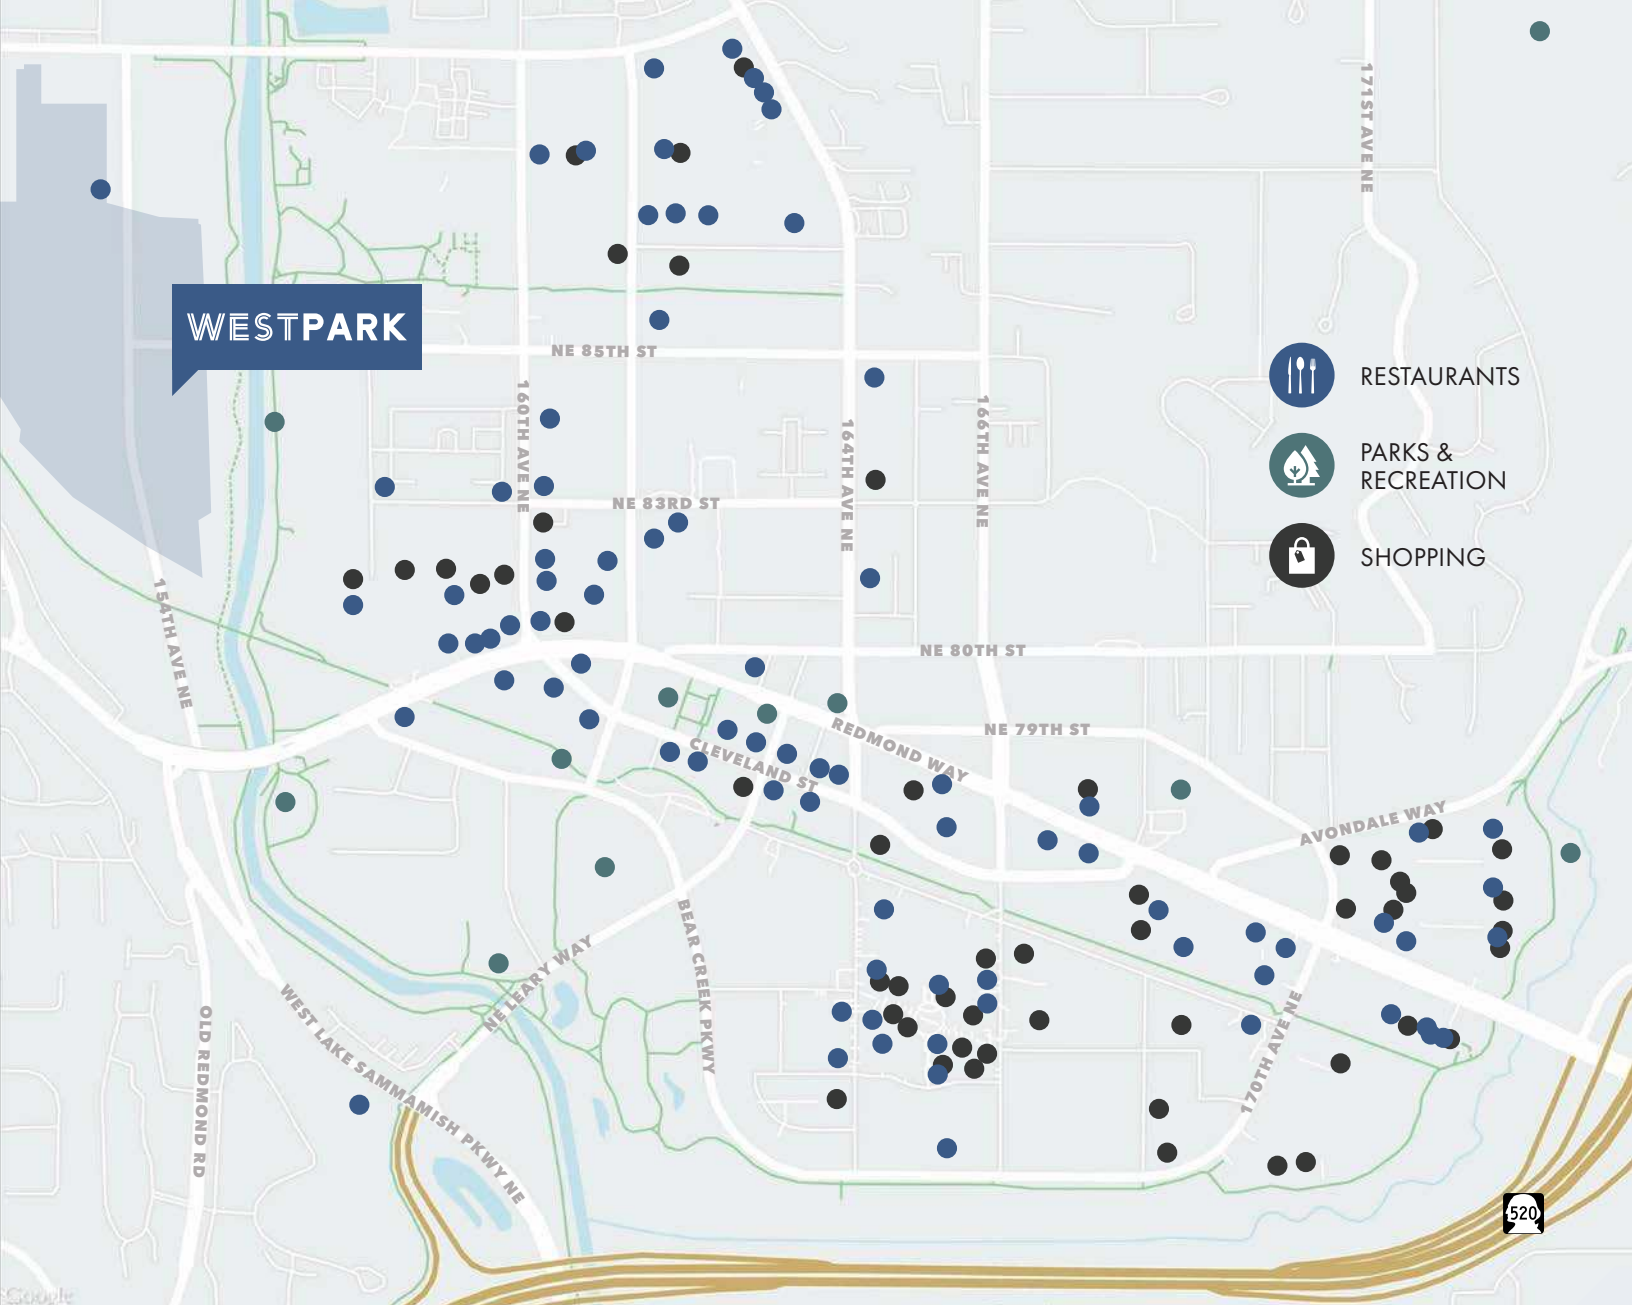 171ST AVE NE
WESTPARK
NE 85TH ST
RESTAURANTS
160TH AVE NE
164TH AVE NE
166TH AVE NE
PARKS &
RECREATION
NE 83RD ST
SHOPPING
154TH AVE NE
NE 80TH ST
REDMOND WAY
NE 79TH ST
CLEVELAND ST
AVONDALE WAY
BEAR CREEK PKWY
NE LEARY WAY
WEST LAKE SAMMAMISH PKWY NE
OLD REDMOND RD
170TH AVE NE
520
Google